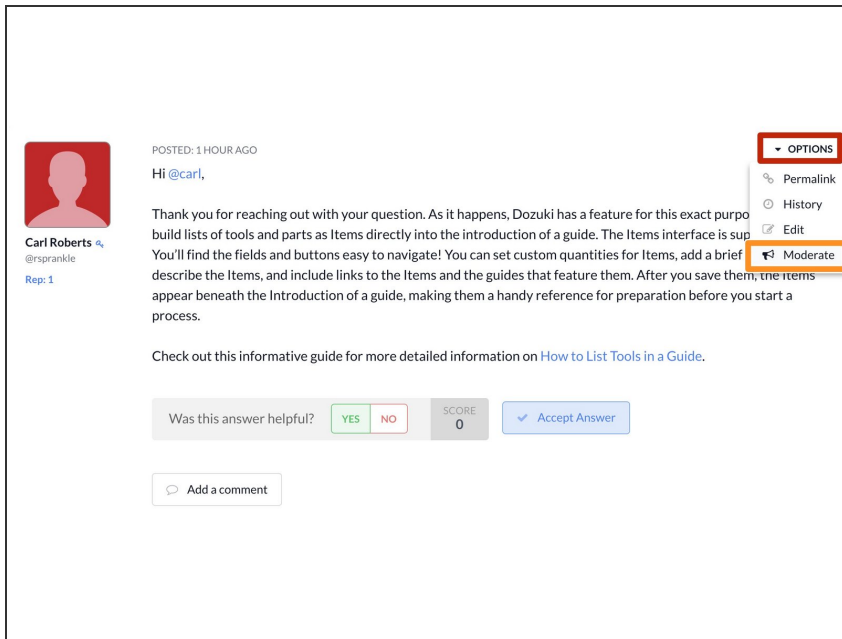 POSTED: 1 HOUR AGO
OPTIONS
Hi @carl,
Permalink
History
Edit
Moderate
Thank you for reaching out with your question. As it happens, Dozuki has a feature for this exact
build lists of tools and parts as Items directly into the introduction of a guide. The Items interface is
You’ll find the fields and buttons easy to navigate! You can set custom quantities for Items, add a brief
describe the Items, and include links to the Items and the guides that feature them. After you save them, the Items
appear beneath the Introduction of a guide, making them a handy reference for preparation before you start a
process.
Carl Roberts
@rsprankle
Rep: 1
Check out this informative guide for more detailed information on How to List Tools in a Guide.
Was this answer helpful? YES NO SCORE 0 Accept Answer
Add a comment